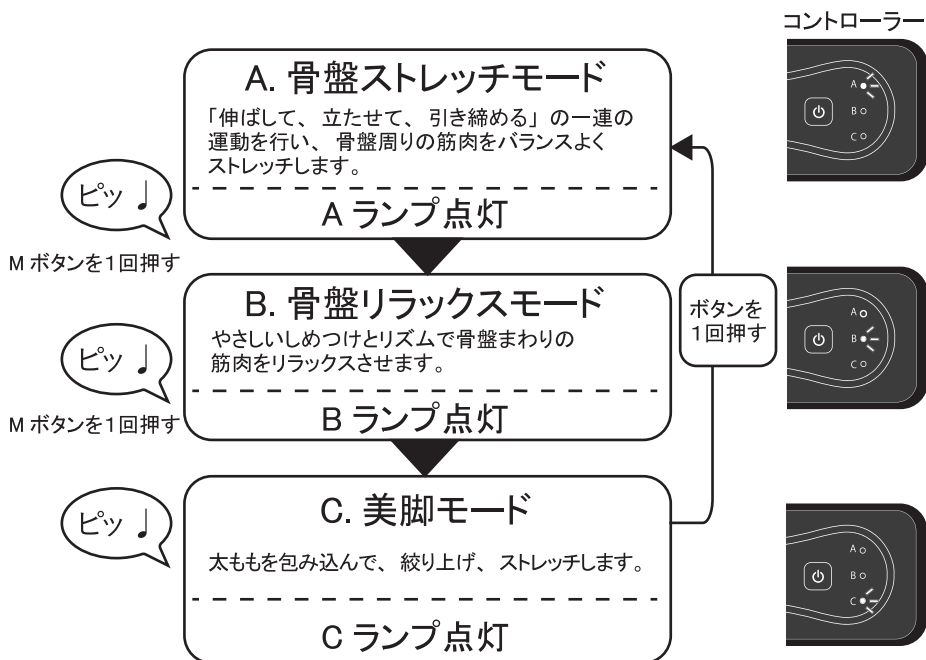 コントローラー
A. 骨盤ストレッチモード
「伸ばして、立たせて、引き締める」の一連の
運動を行い、骨盤周りの筋肉をバランスよく
ストレッチします。
A ランプ点灯
ピッ♩
M ボタンを1回押す
B. 骨盤リラックスモード
やさしいしめつけとリズムで骨盤まわりの
筋肉をリラックスさせます。
B ランプ点灯
ピッ♩
M ボタンを1回押す
C. 美脚モード
太ももを包み込んで、絞り上げ、ストレッチします。
C ランプ点灯
ピッ♩
ボタンを
1回押す
A
B
C
A
B
C
A
B
C